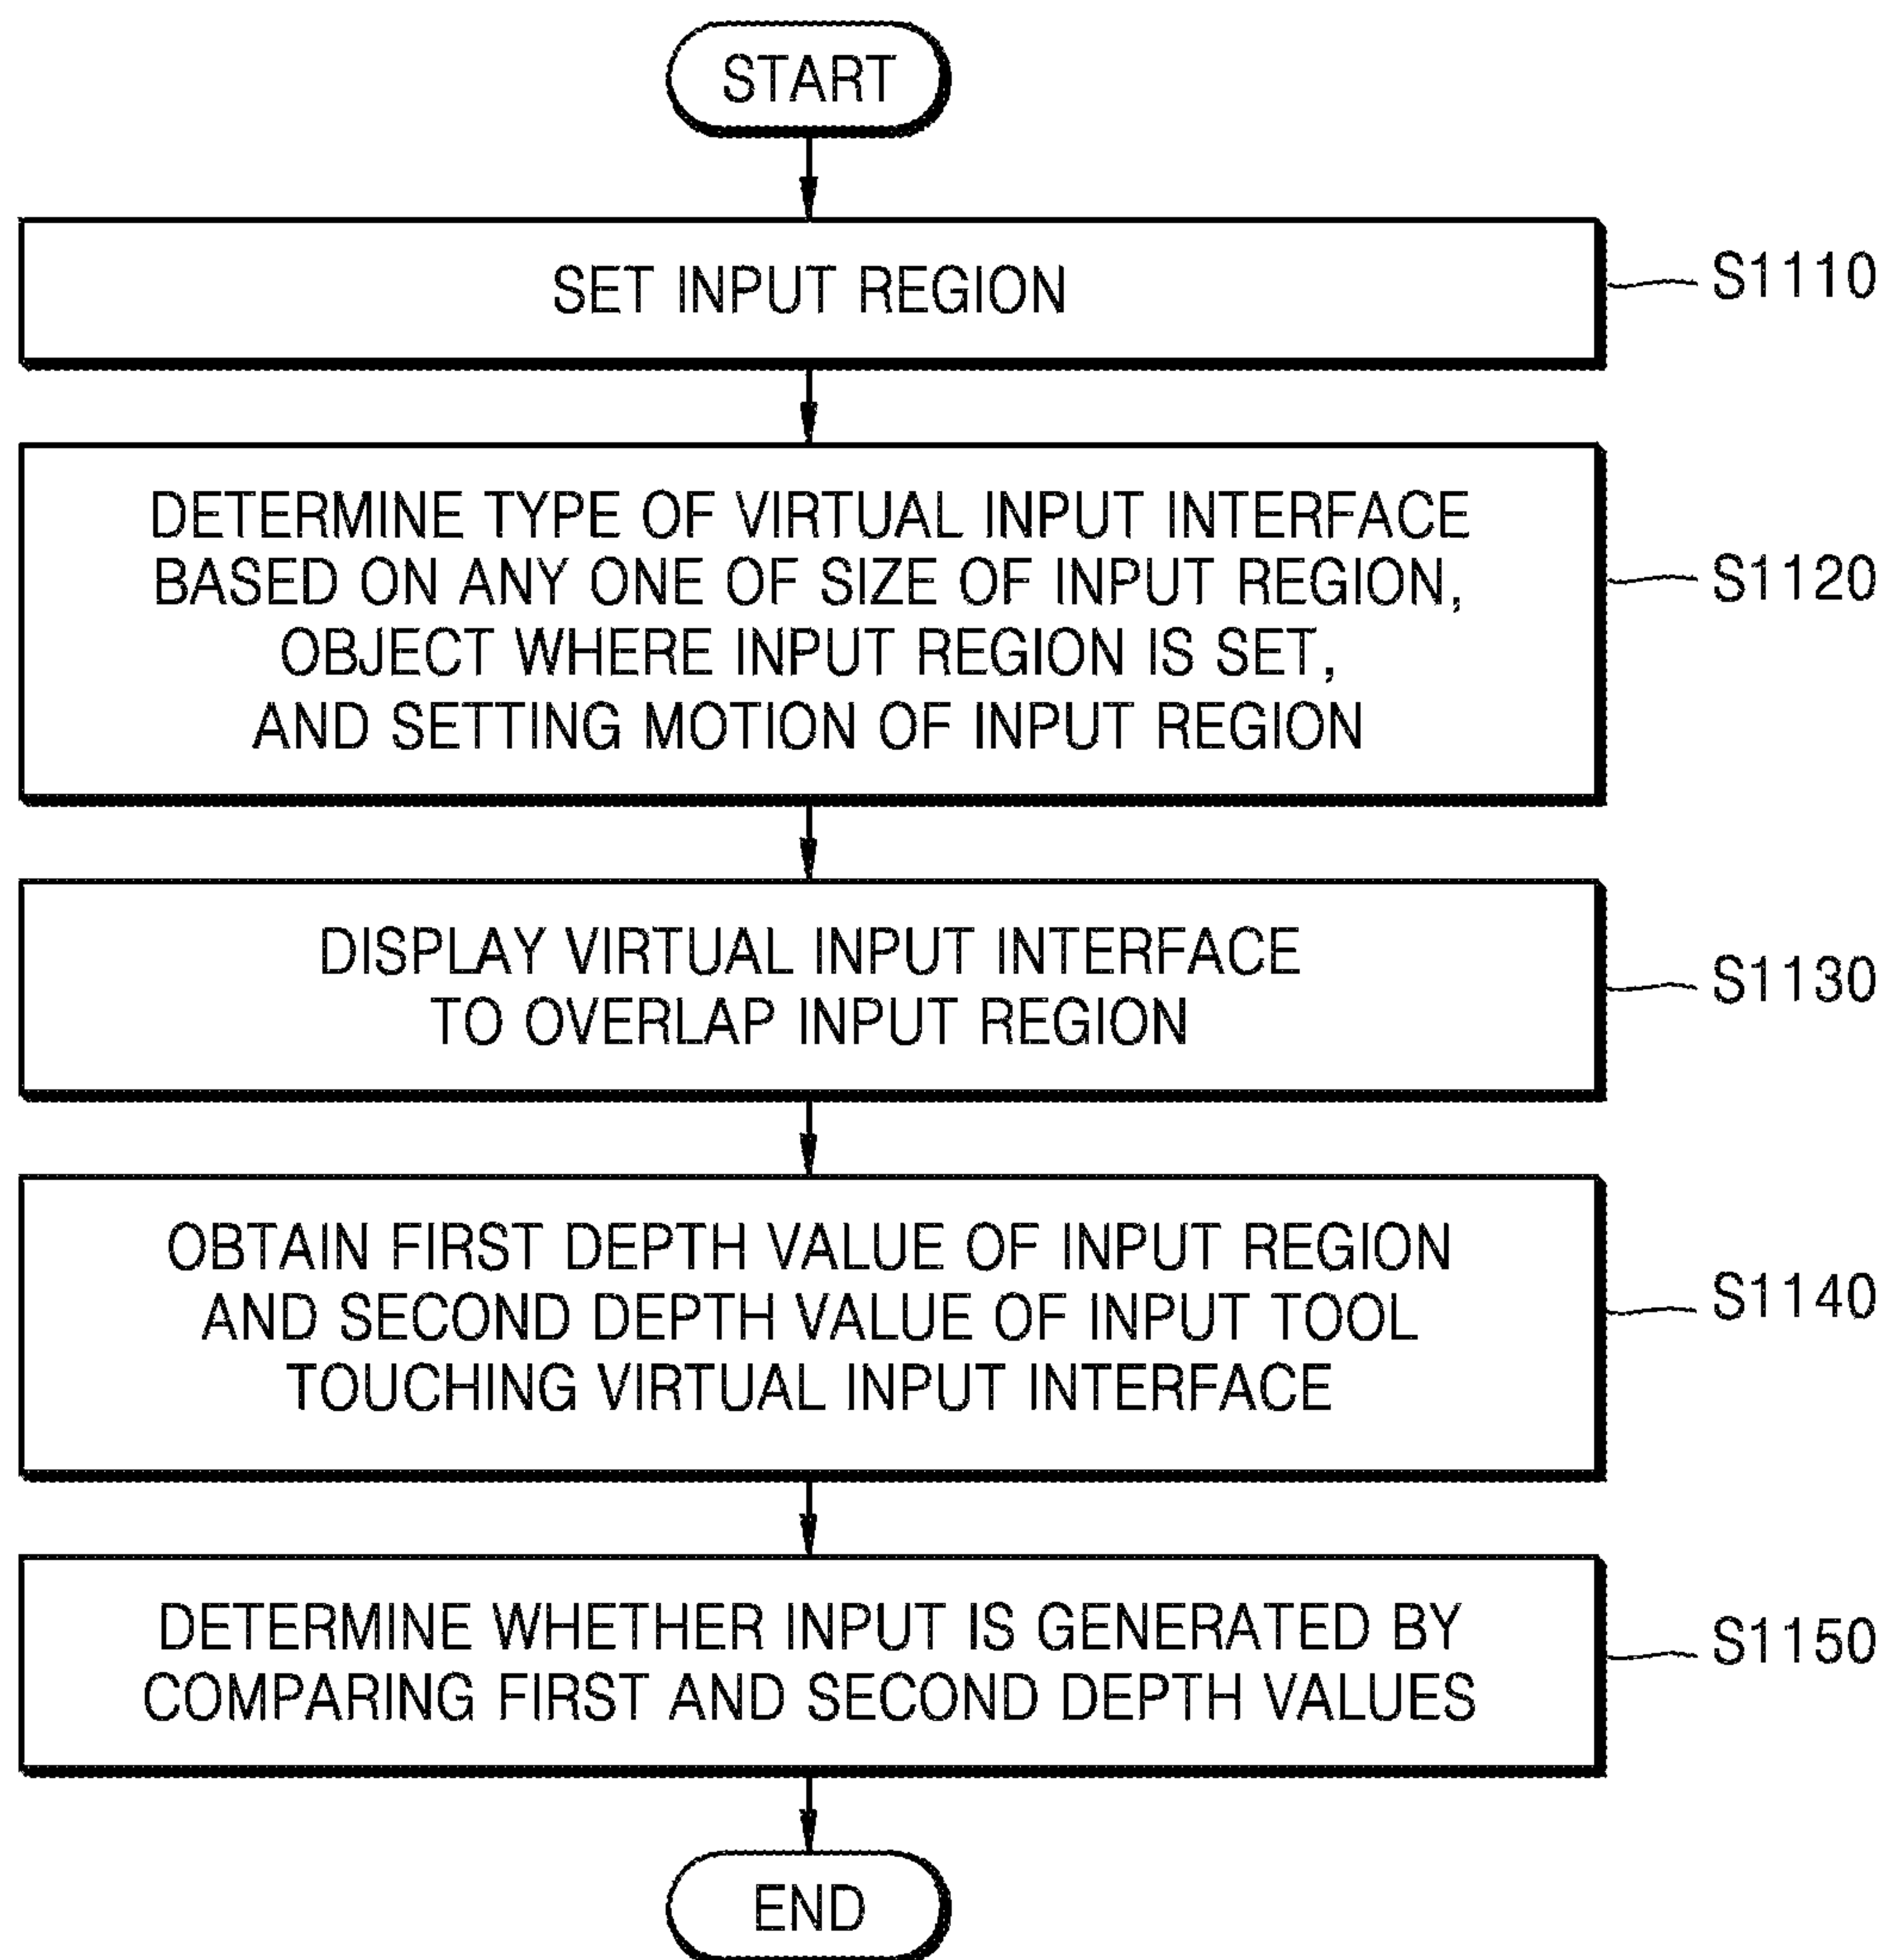 START
SET INPUT REGION
S1110
DETERMINE TYPE OF VIRTUAL INPUT INTERFACE
BASED ON ANY ONE OF SIZE OF INPUT REGION,
OBJECT WHERE INPUT REGION IS SET,
AND SETTING MOTION OF INPUT REGION
S1120
DISPLAY VIRTUAL INPUT INTERFACE
TO OVERLAP INPUT REGION
S1130
OBTAIN FIRST DEPTH VALUE OF INPUT REGION
AND SECOND DEPTH VALUE OF INPUT TOOL
TOUCHING VIRTUAL INPUT INTERFACE
S1140
DETERMINE WHETHER INPUT IS GENERATED BY
COMPARING FIRST AND SECOND DEPTH VALUES
S1150
END